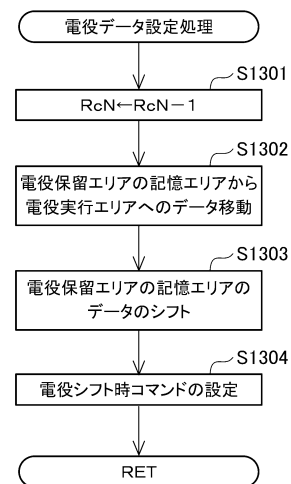 電役データ設定処理
S1301
RcN←RcN－1
S1302
電役保留エリアの記憶エリアから
電役実行エリアへのデータ移動
S1303
電役保留エリアの記憶エリアの
データのシフト
S1304
電役シフト時コマンドの設定
RET